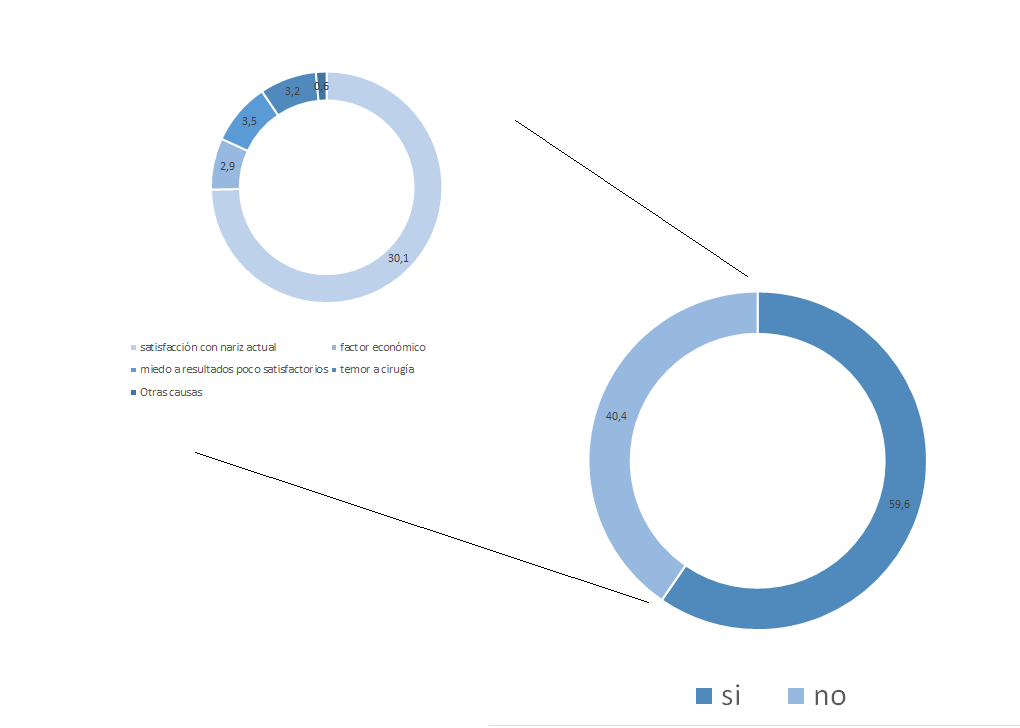 0,6
3,2
3,5
2,9
30,1
satisfacción con nariz actual
factor económico
miedo a resultados poco satisfactorios
temor a cirugía
Otras causas
40,4
59,6
si
no